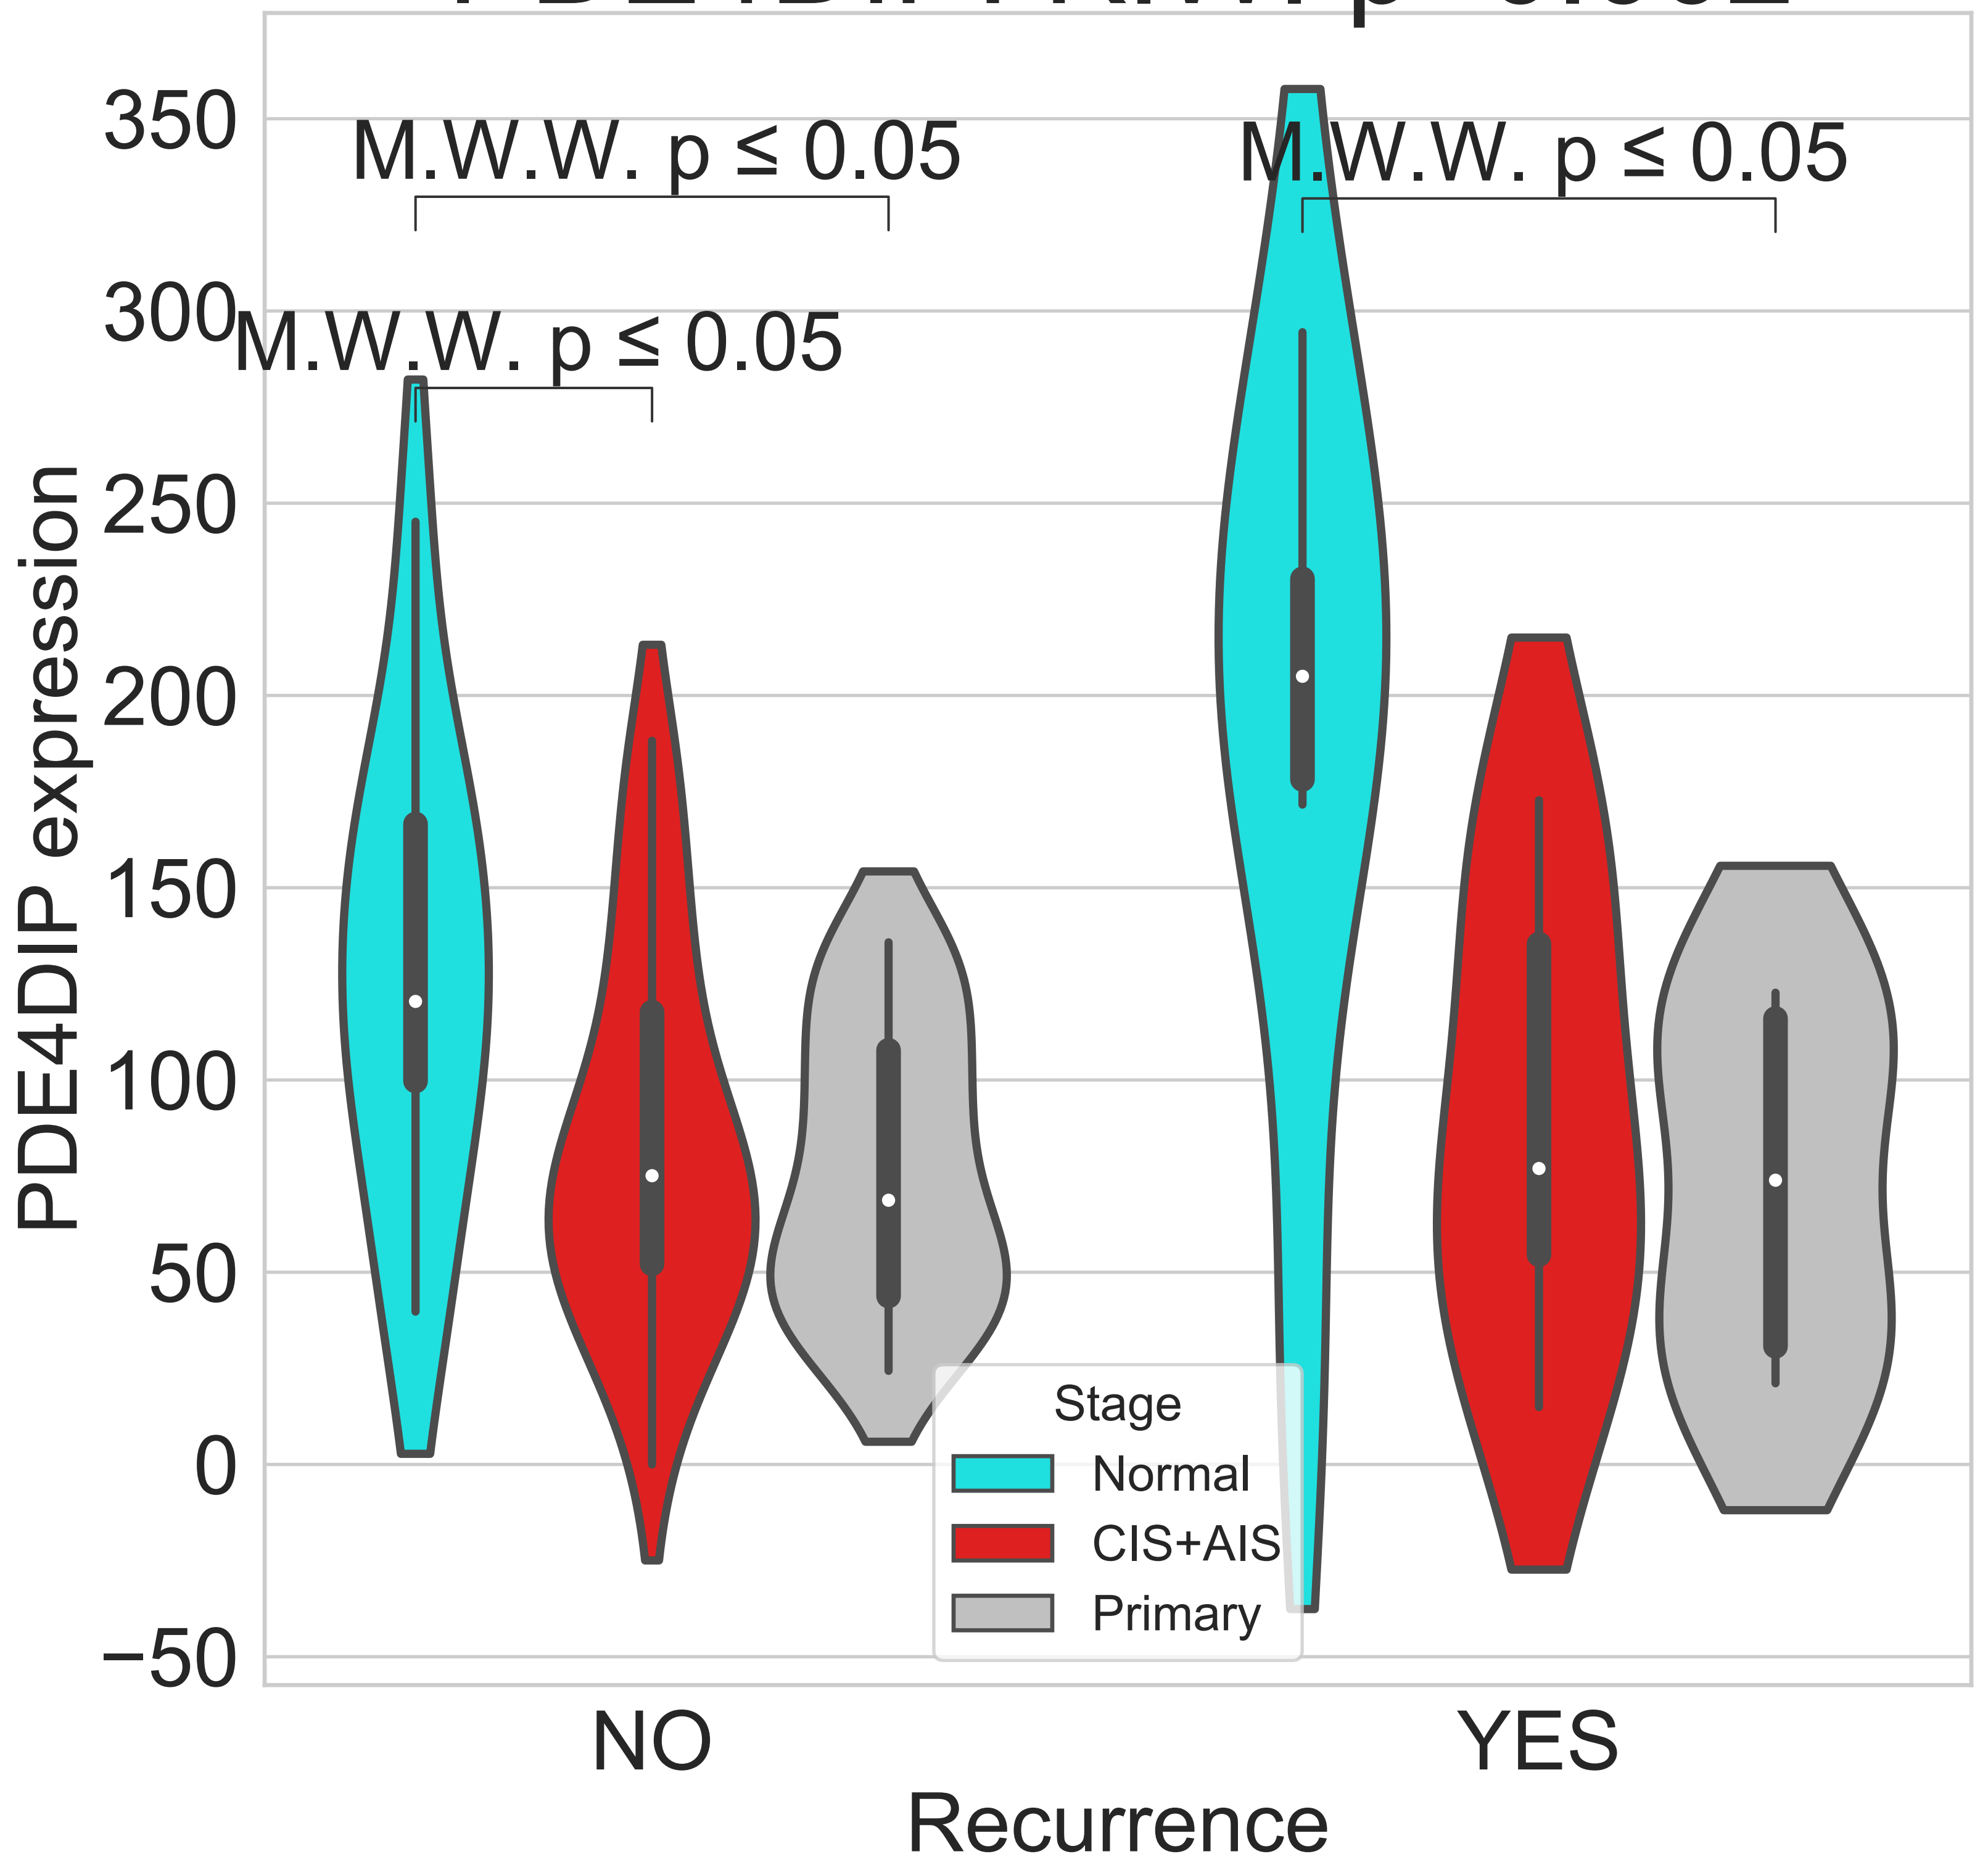 350
300
250
200
150
100
50
0
−50
PDE4DIP expression
M.W.W. p ≤ 0.05
M.W.W. p ≤ 0.05
M.W.W. p ≤ 0.05
Stage
Normal
CIS+AIS
Primary
NO
YES
Recurrence